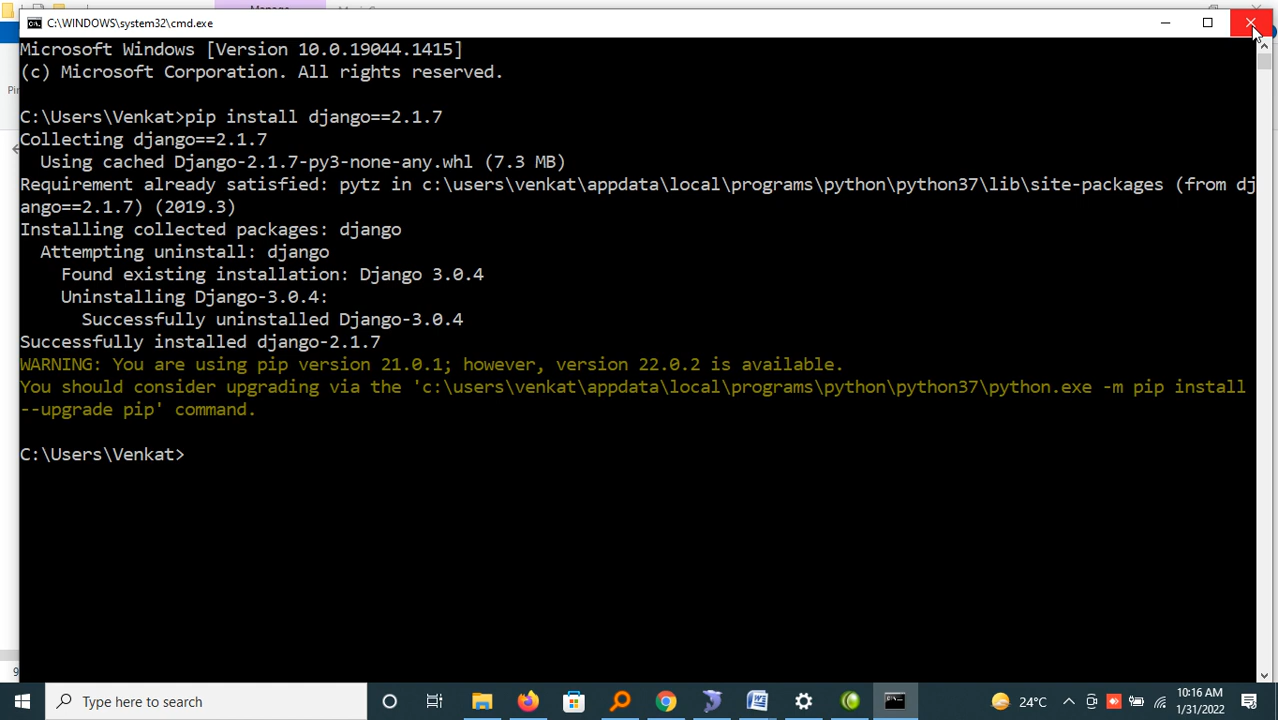 C:\WINDOWS\system32\cmd.exe
Microsoft Windows [Version 10.0.19044.1415]
(c) Microsoft Corporation. All rights reserved.
C:\Users\Venkat>pip install django==2.1.7
Collecting django==2.1.7
Using cached Django-2.1.7-py3-none-any.whl (7.3 MB)
Requirement already satisfied: pytz in c:\users\venkat\appdata\local\programs\python\python37\lib\site-packages (from dj
ango==2.1.7) (2019.3)
Installing collected packages: django
Attempting uninstall: django
Found existing installation: Django 3.0.4
Uninstalling Django-3.0.4:
Successfully uninstalled Django-3.0.4
Successfully installed django-2.1.7
WARNING: You are using pip version 21.0.1; however, version 22.0.2 is available.
You should consider upgrading via the 'c:\users\venkat\appdata\local\programs\python\python37\python.exe -m pip install
--upgrade pip' command.
C:\Users\Venkat>
Type here to search
24°C
10:16 AM
1/31/2022